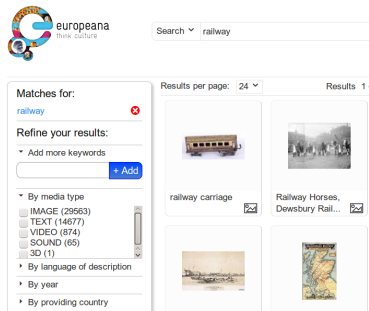 europeana
think culture
Search
railway
Matches for:
railway
Refine your results:
Add more keywords
+ Add
By media type
IMAGE (29563)
TEXT (14677)
VIDEO (874)
SOUND (65)
3D (1)
By language of description
By year
By providing country
Results per page: 24
Results 1
railway carriage
Railway Horses,
Dewsbury Rail...